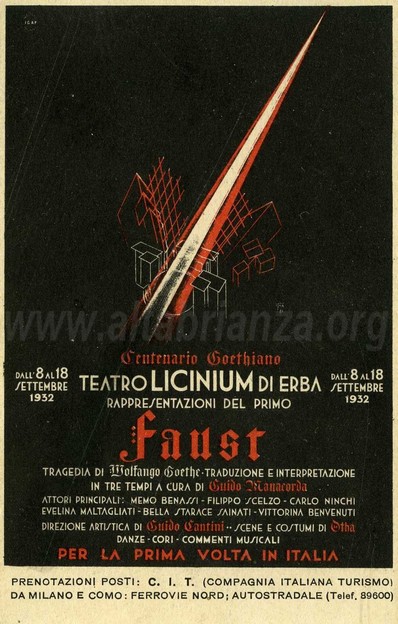 IGAP
www.altabrianza.org
Centenario Goethiano
DALL' 8 AL 18
SETTEMBRE
1932
TEATRO LICINIUM DI ERBA
DALL' 8 AL 18
SETTEMBRE
1932
RAPPRESENTAZIONI DEL PRIMO
Faust
TRAGEDIA DI Wolfango Goethe · TRADUZIONE E INTERPRETAZIONE
IN TRE TEMPI A CURA DI Guido Manacorda
ATTORI PRINCIPALI: MEMO BENASSI - FILIPPO SCELZO - CARLO NINCHI
EVELINA MALTAGLIATI - BELLA STARACE SAINATI - VITTORINA BENVENUTI
DIREZIONE ARTISTICA DI Guido Cantini - SCENE E COSTUMI DI Otha
DANZE - CORI - COMMENTI MUSICALI
PER LA PRIMA VOLTA IN ITALIA
PRENOTAZIONI POSTI: C. I. T. (COMPAGNIA ITALIANA TURISMO)
DA MILANO E COMO: FERROVIE NORD; AUTOSTRADALE (Telef. 89600)